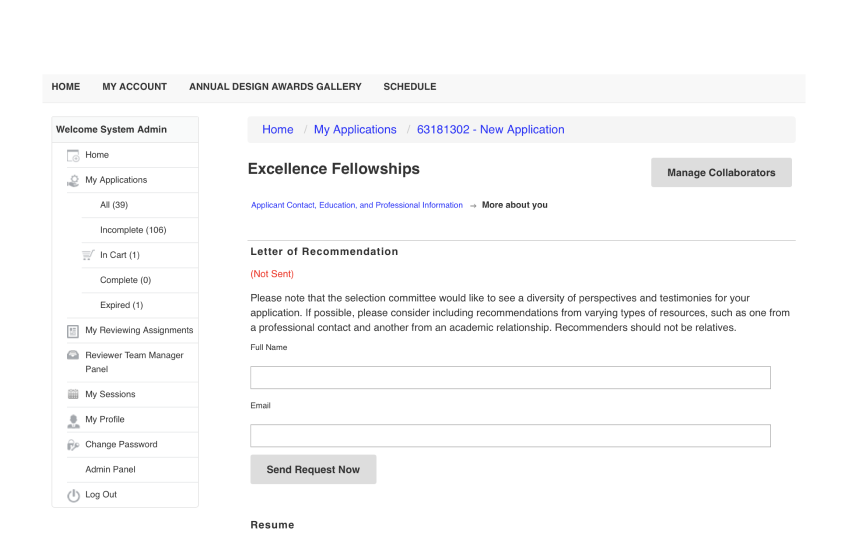 HOME MY ACCOUNT ANNUAL DESIGN AWARDS GALLERY SCHEDULE
Welcome System Admin
Home
My Applications
All (39)
Incomplete (106)
In Cart (1)
Complete (0)
Expired (1)
My Reviewing Assignments
Reviewer Team Manager
Panel
My Sessions
My Profile
Change Password
Admin Panel
Log Out
Home / My Applications / 63181302 - New Application
Excellence Fellowships
Manage Collaborators
Applicant Contact, Education, and Professional Information → More about you
Letter of Recommendation
(Not Sent)
Please note that the selection committee would like to see a diversity of perspectives and testimonies for your
application. If possible, please consider including recommendations from varying types of resources, such as one from
a professional contact and another from an academic relationship. Recommenders should not be relatives.
Full Name
Email
Send Request Now
Resume